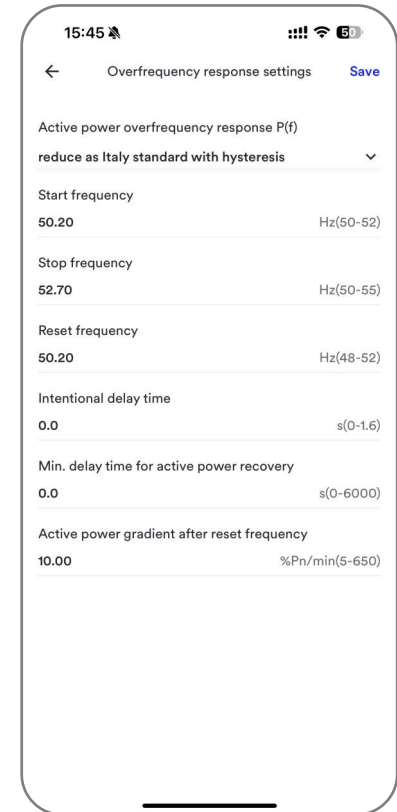 15:45
50
Overfrequency response settings Save
Active power overfrequency response P(f)
reduce as Italy standard with hysteresis
Start frequency
50.20 Hz(50-52)
Stop frequency
52.70 Hz(50-55)
Reset frequency
50.20 Hz(48-52)
Intentional delay time
0.0 s(0-1.6)
Min. delay time for active power recovery
0.0 s(0-6000)
Active power gradient after reset frequency
10.00 %Pn/min(5-650)